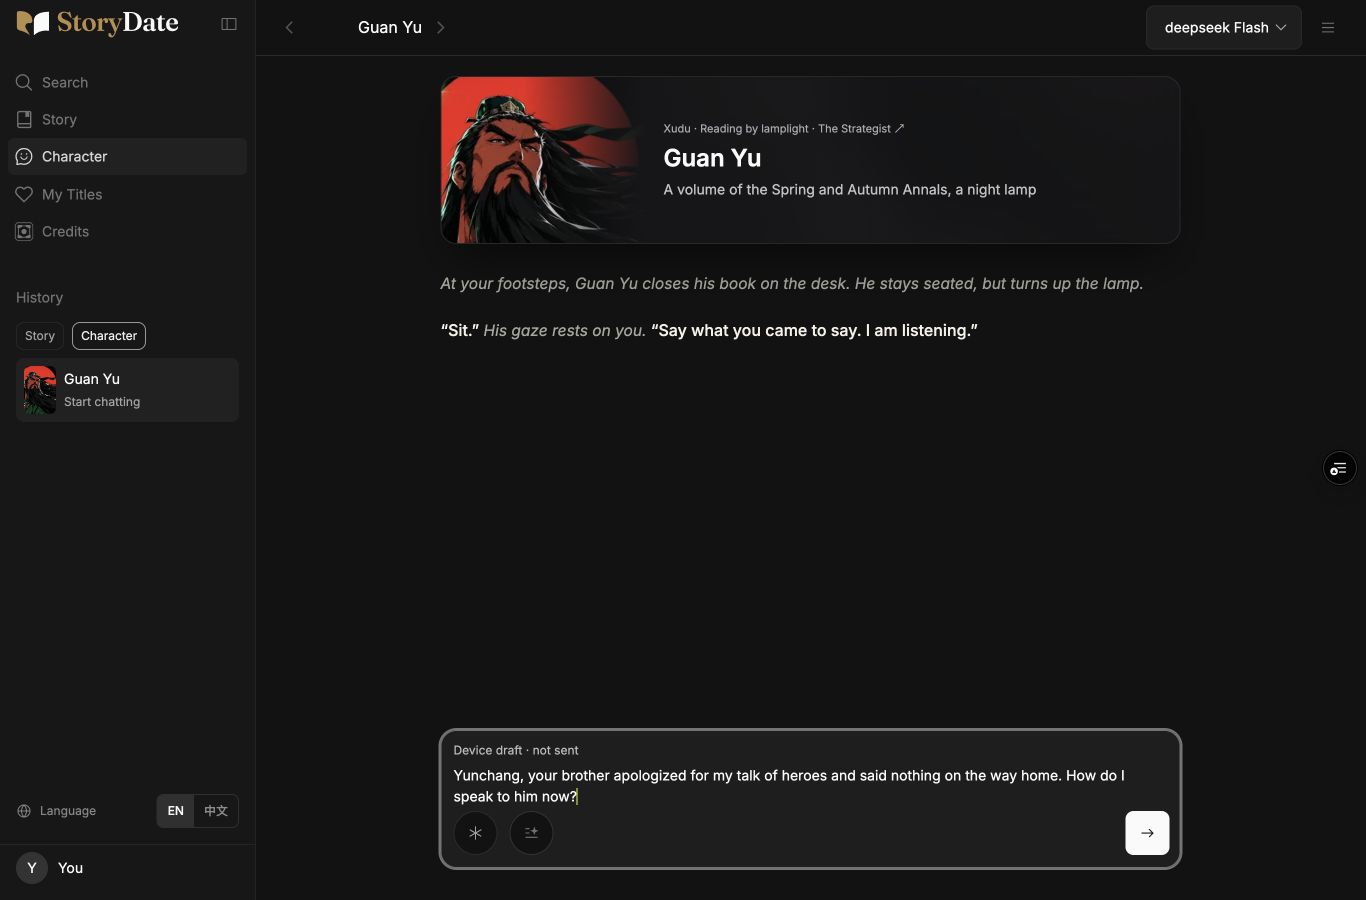 StoryDate
Search
Story
Character
My Titles
Credits
History
Story
Character
Guan Yu
Start chatting
Language
EN
中文
Y
You
Guan Yu
deepseek Flash
Xudu · Reading by lamplight · The Strategist ↗
Guan Yu
A volume of the Spring and Autumn Annals, a night lamp
At your footsteps, Guan Yu closes his book on the desk. He stays seated, but turns up the lamp.
“Sit.” His gaze rests on you. “Say what you came to say. I am listening.”
Device draft · not sent
Yunchang, your brother apologized for my talk of heroes and said nothing on the way home. How do I
speak to him now?